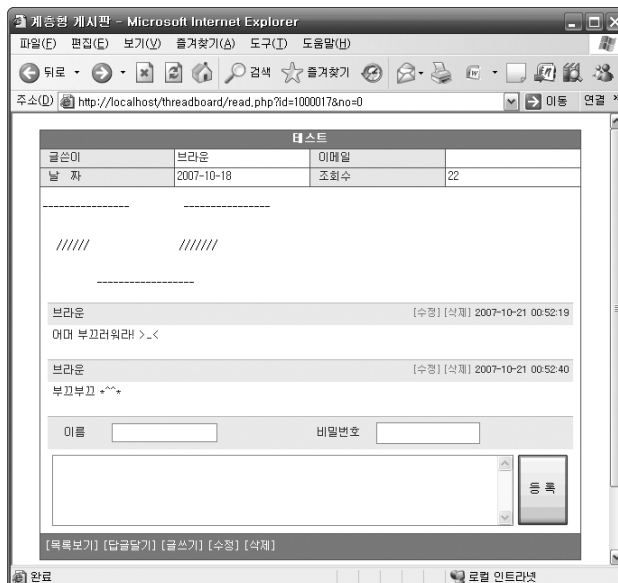 계층형 게시판 - Microsoft Internet Explorer
파일(F) 편집(E) 보기(V) 즐겨찾기(A) 도구(T) 도움말(H)
뒤로 검색 즐겨찾기
주소(D) http://localhost/threadboard/read.php?id=1000017&no=0 이동 연결 »
테스트
글쓴이 브라운 이메일
날 짜 2007-10-18 조회수 22
---------------- ----------------
////// ///////
------------------
브라운 [수정] [삭제] 2007-10-21 00:52:19
어머 부끄러워라! >_<
브라운 [수정] [삭제] 2007-10-21 00:52:40
부끄부끄 *^^*
이름 비밀번호
등 록
[목록보기] [답글달기] [글쓰기] [수정] [삭제]
완료 로컬 인트라넷